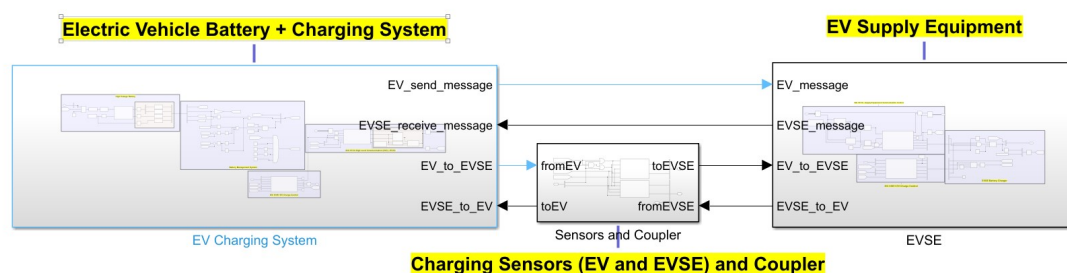 Electric Vehicle Battery + Charging System
EV Supply Equipment
EV_send_message
EV_message
EVSE_receive_message
EVSE_message
EV_to_EVSE
fromEV
toEVSE
EV_to_EVSE
EVSE_to_EV
toEV
fromEVSE
EVSE_to_EV
EV Charging System
Sensors and Coupler
EVSE
Charging Sensors (EV and EVSE) and Coupler